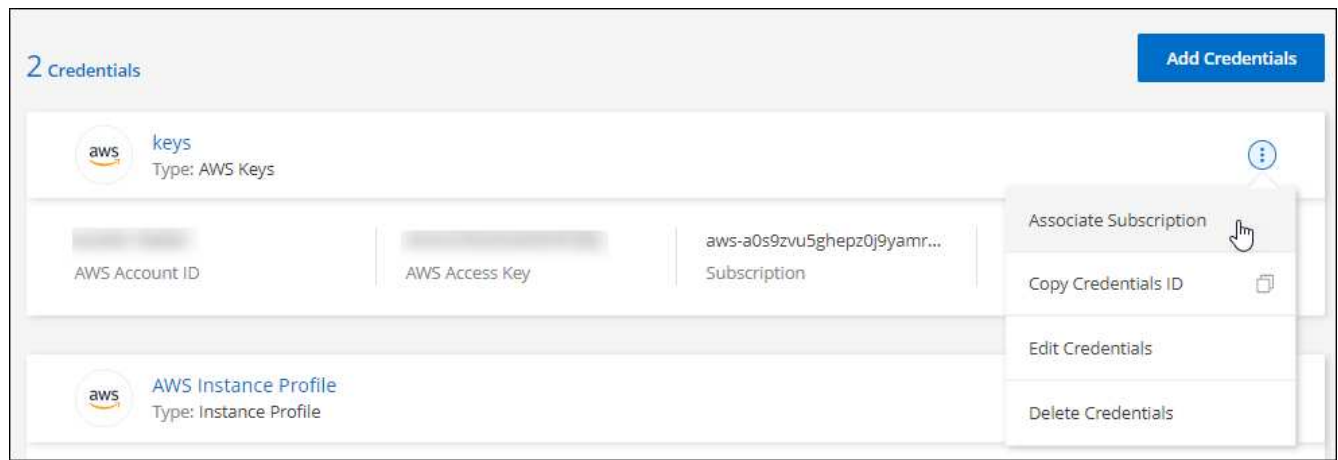 2 Credentials
Add Credentials
aws
keys
Type: AWS Keys
Associate Subscription
aws-a0s9zvu5ghepz0j9yamr...
AWS Account ID
AWS Access Key
Subscription
Copy Credentials ID
Edit Credentials
aws
AWS Instance Profile
Type: Instance Profile
Delete Credentials